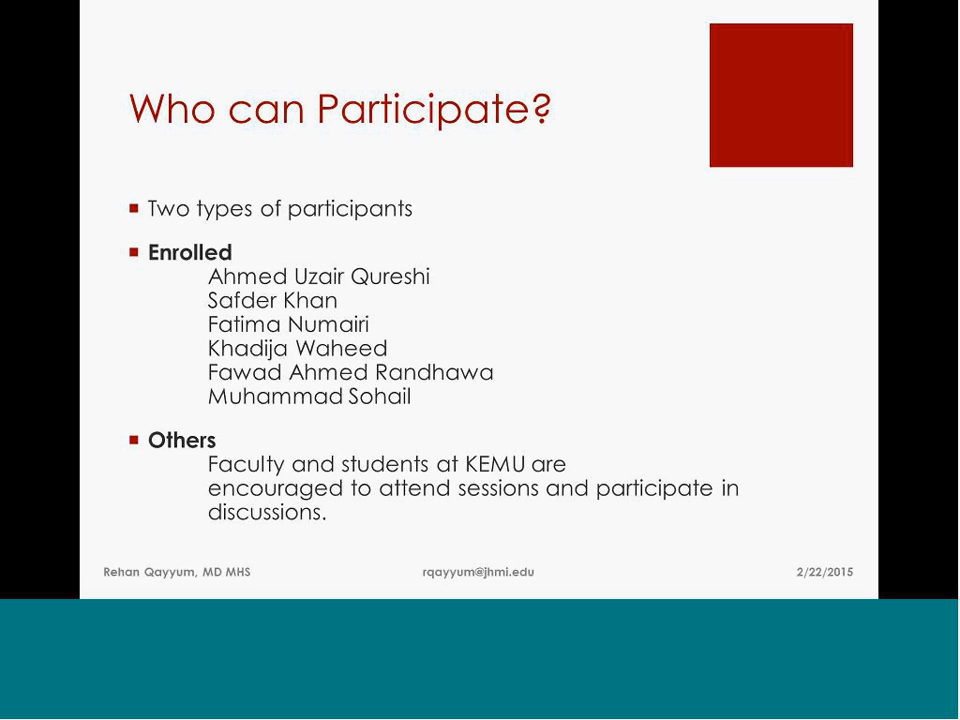 Who can Participate?
Two types of participants
Enrolled
Ahmed Uzair Qureshi
Safder Khan
Fatima Numairi
Khadija Waheed
Fawad Ahmed Randhawa
Muhammad Sohail
Others
Faculty and students at KEMU are
encouraged to attend sessions and participate in
discussions.
Rehan Qayyum, MD MHS rqayyum@jhmi.edu 2/22/2015